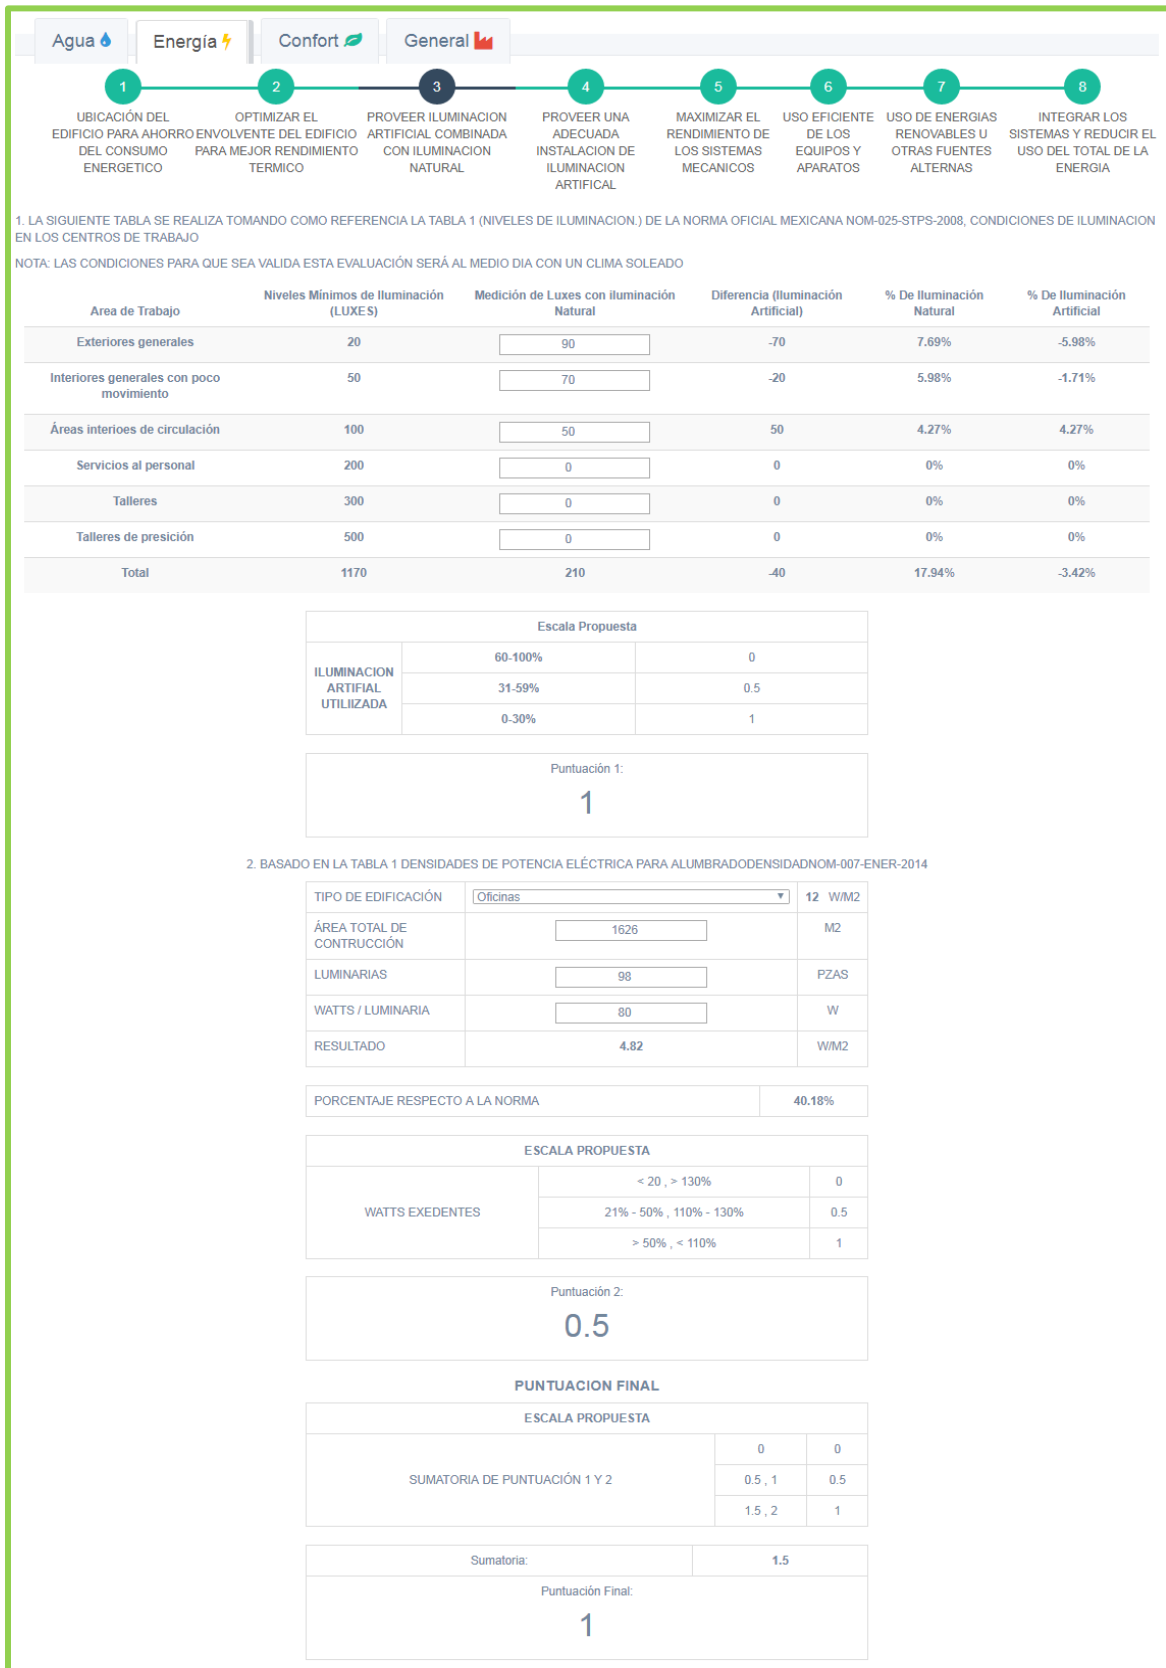 Agua
Energía
Confort
General
1
2
3
4
5
6
7
8
UBICACIÓN DEL
EDIFICIO PARA AHORRO
DEL CONSUMO
ENERGETICO
OPTIMIZAR EL
ENVOLVENTE DEL EDIFICIO
PARA MEJOR RENDIMIENTO
TERMICO
PROVEER ILUMINACION
ARTIFICIAL COMBINADA
CON ILUMINACION
NATURAL
PROVEER UNA
ADECUADA
INSTALACION DE
ILUMINACION
ARTIFICAL
MAXIMIZAR EL
RENDIMIENTO DE
LOS SISTEMAS
MECANICOS
USO EFICIENTE
DE LOS
EQUIPOS Y
APARATOS
USO DE ENERGIAS
RENOVABLES U
OTRAS FUENTES
ALTERNAS
INTEGRAR LOS
SISTEMAS Y REDUCIR EL
USO DEL TOTAL DE LA
ENERGIA
1. LA SIGUIENTE TABLA SE REALIZA TOMANDO COMO REFERENCIA LA TABLA 1 (NIVELES DE ILUMINACION.) DE LA NORMA OFICIAL MEXICANA NOM-025-STPS-2008, CONDICIONES DE ILUMINACION
EN LOS CENTROS DE TRABAJO
NOTA: LAS CONDICIONES PARA QUE SEA VALIDA ESTA EVALUACIÓN SERÁ AL MEDIO DIA CON UN CLIMA SOLEADO
Area de Trabajo
Niveles Mínimos de Iluminación
(LUXES)
Medición de Luxes con iluminación
Natural
Diferencia (Iluminación
Artificial)
% De Iluminación
Natural
% De Iluminación
Artificial
Exteriores generales 20 90 -70 7.69% -5.98%
Interiores generales con poco
movimiento
50 70 -20 5.98% -1.71%
Áreas interioes de circulación 100 50 50 4.27% 4.27%
Servicios al personal 200 0 0 0% 0%
Talleres 300 0 0 0% 0%
Talleres de presición 500 0 0 0% 0%
Total 1170 210 -40 17.94% -3.42%
Escala Propuesta
ILUMINACION
ARTIFIAL
UTILIIZADA
60-100% 0
31-59% 0.5
0-30% 1
Puntuación 1:
1
2. BASADO EN LA TABLA 1 DENSIDADES DE POTENCIA ELÉCTRICA PARA ALUMBRADODENSIDADNOM-007-ENER-2014
TIPO DE EDIFICACIÓN Oficinas 12 W/M2
ÁREA TOTAL DE
CONTRUCCIÓN
1626 M2
LUMINARIAS 98 PZAS
WATTS / LUMINARIA 80 W
RESULTADO 4.82 W/M2
PORCENTAJE RESPECTO A LA NORMA 40.18%
ESCALA PROPUESTA
WATTS EXEDENTES
< 20 , > 130% 0
21% - 50% , 110% - 130% 0.5
> 50% , < 110% 1
Puntuación 2:
0.5
PUNTUACION FINAL
ESCALA PROPUESTA
SUMATORIA DE PUNTUACIÓN 1 Y 2
0 0
0.5 , 1 0.5
1.5 , 2 1
Sumatoria: 1.5
Puntuación Final:
1